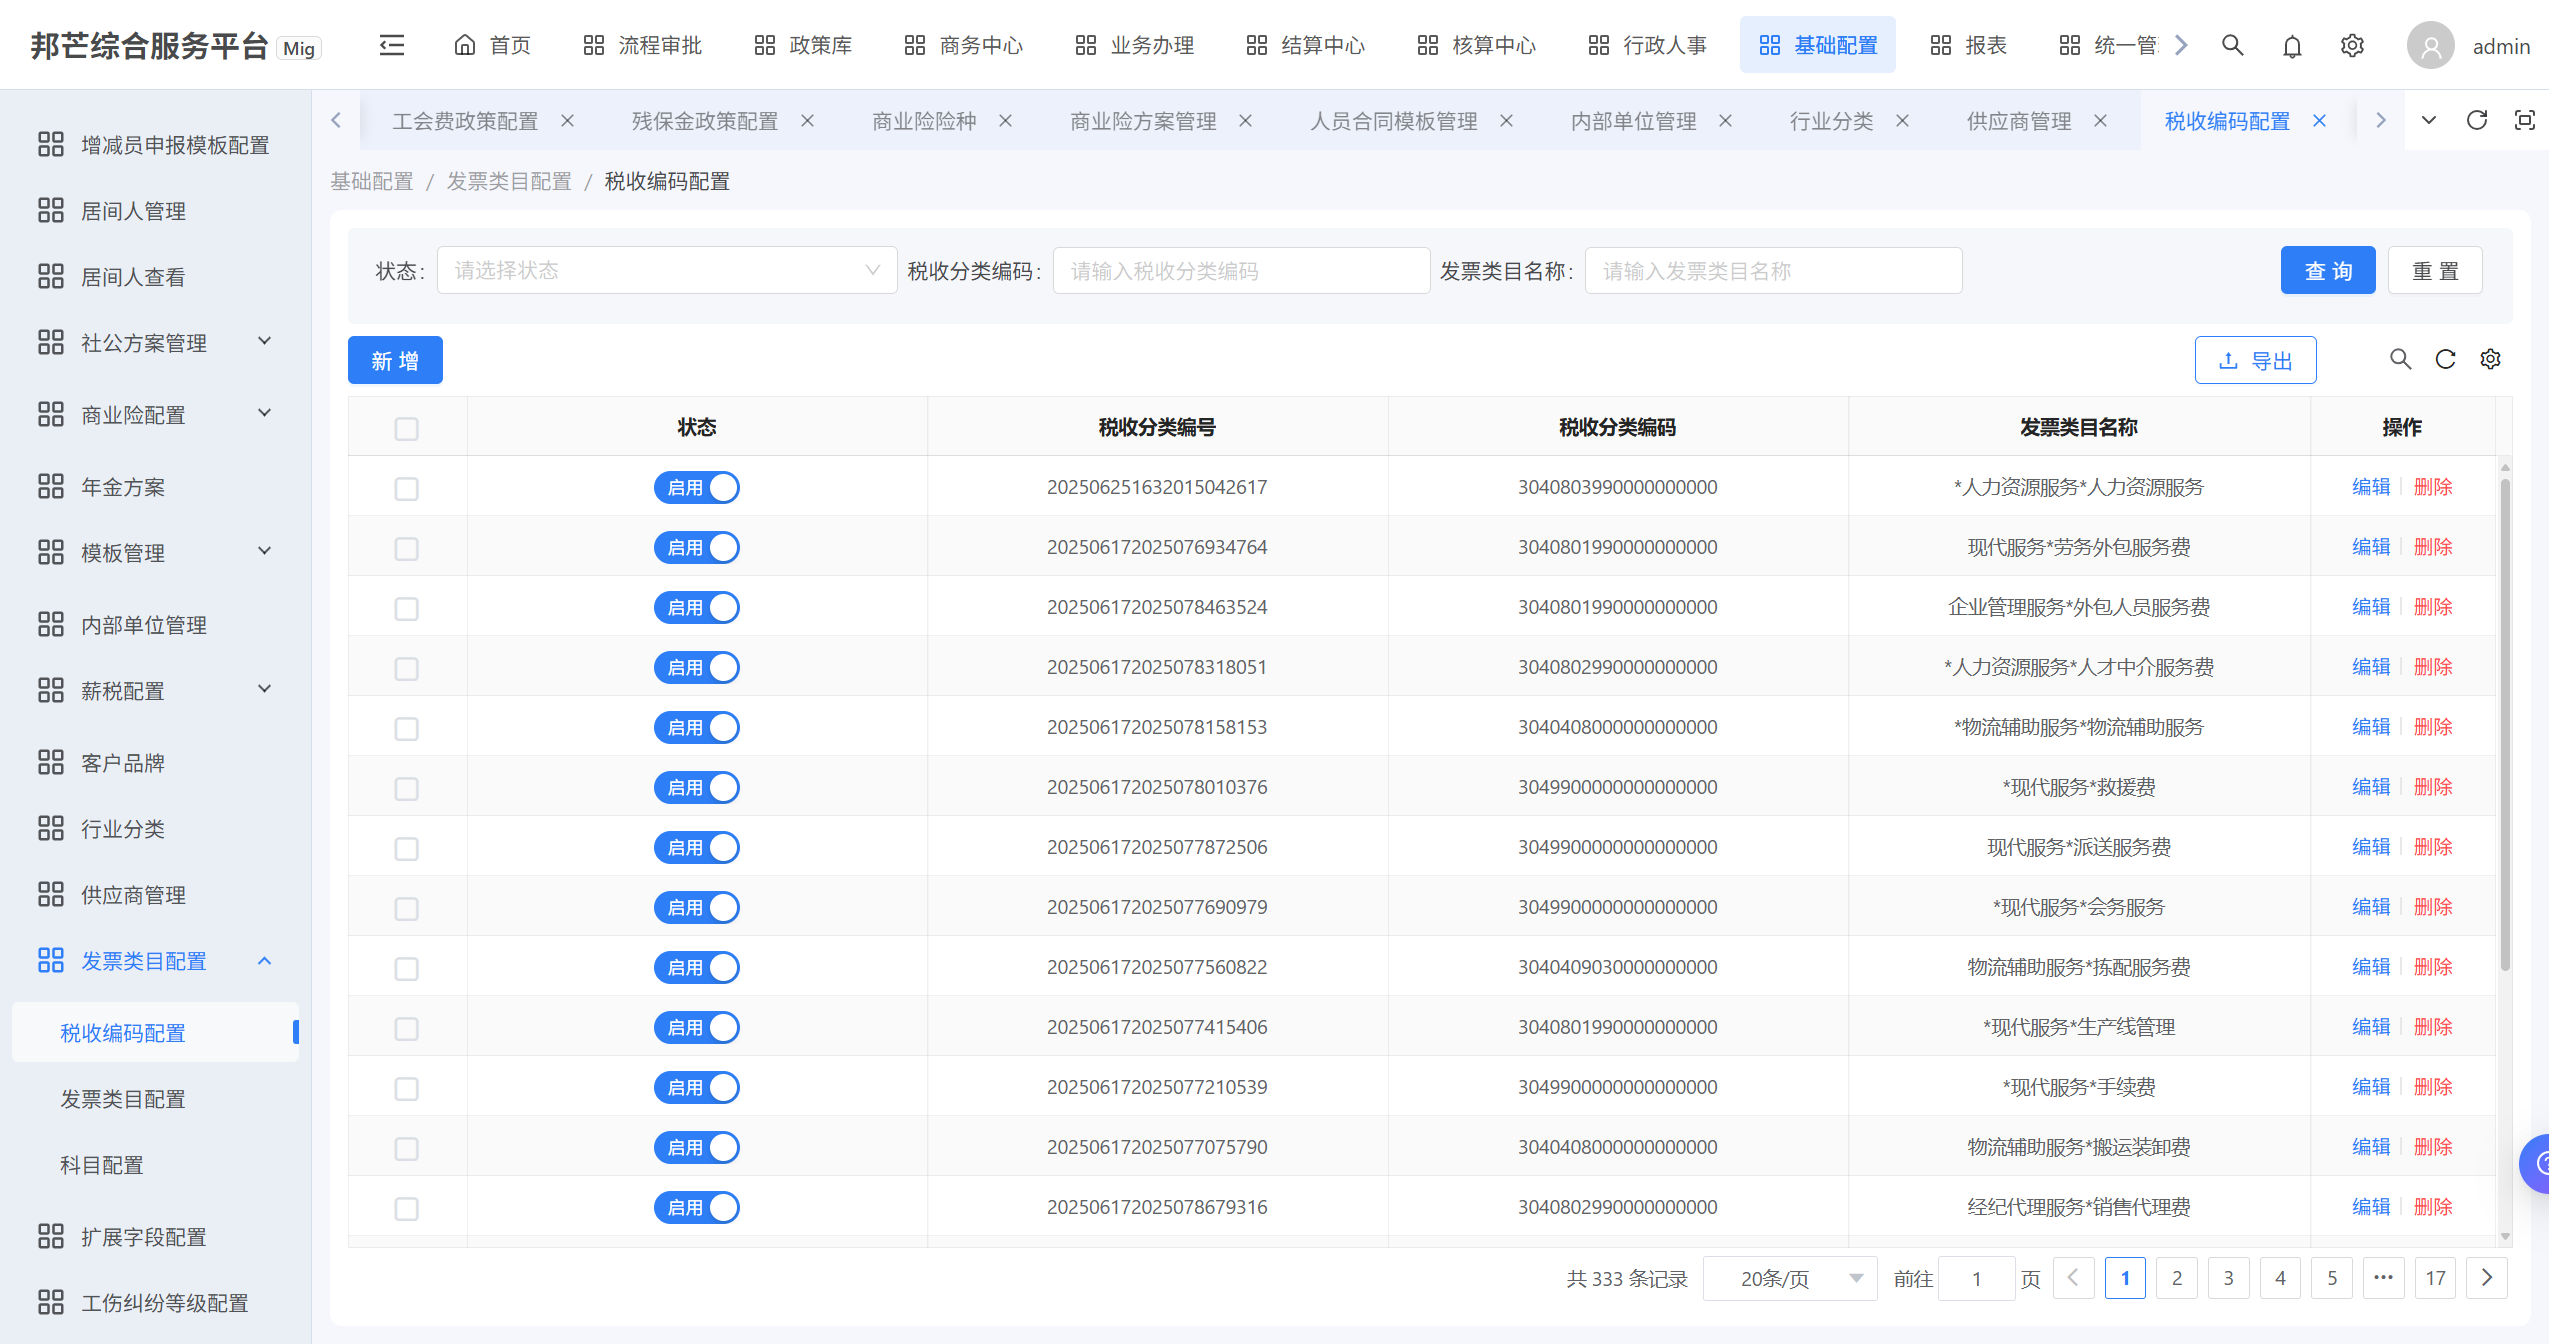 邦芒综合服务平台 Mig
首页 流程审批 政策库 商务中心 业务办理 结算中心 核算中心 行政人事 基础配置 报表 统一管 admin
工会费政策配置 残保金政策配置 商业险险种 商业险方案管理 人员合同模板管理 内部单位管理 行业分类 供应商管理 税收编码配置
基础配置 / 发票类目配置 / 税收编码配置
增减员申报模板配置
居间人管理
居间人查看
社公方案管理
商业险配置
年金方案
模板管理
内部单位管理
薪税配置
客户品牌
行业分类
供应商管理
发票类目配置
税收编码配置
发票类目配置
科目配置
扩展字段配置
工伤纠纷等级配置
状态: 请选择状态 税收分类编码: 请输入税收分类编码 发票类目名称: 请输入发票类目名称 查 询 重 置
新 增 导出
状态 税收分类编号 税收分类编码 发票类目名称 操作
启用 202506251632015042617 3040803990000000000 *人力资源服务*人力资源服务 编辑 删除
启用 202506172025076934764 3040801990000000000 现代服务*劳务外包服务费 编辑 删除
启用 202506172025078463524 3040801990000000000 企业管理服务*外包人员服务费 编辑 删除
启用 202506172025078318051 3040802990000000000 *人力资源服务*人才中介服务费 编辑 删除
启用 202506172025078158153 3040408000000000000 *物流辅助服务*物流辅助服务 编辑 删除
启用 202506172025078010376 3049900000000000000 *现代服务*救援费 编辑 删除
启用 202506172025077872506 3049900000000000000 现代服务*派送服务费 编辑 删除
启用 202506172025077690979 3049900000000000000 *现代服务*会务服务 编辑 删除
启用 202506172025077560822 3040409030000000000 物流辅助服务*拣配服务费 编辑 删除
启用 202506172025077415406 3040801990000000000 *现代服务*生产线管理 编辑 删除
启用 202506172025077210539 3049900000000000000 *现代服务*手续费 编辑 删除
启用 202506172025077075790 3040408000000000000 物流辅助服务*搬运装卸费 编辑 删除
启用 202506172025078679316 3040802990000000000 经纪代理服务*销售代理费 编辑 删除
共 333 条记录 20条/页 前往 1 页 1 2 3 4 5 ••• 17